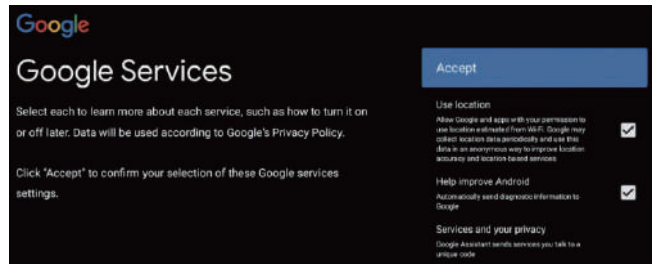 Google
Google Services
Select each to learn more about each service, such as how to turn it on
or off later. Data will be used according to Google's Privacy Policy.
Click "Accept" to confirm your selection of these Google services
settings.
Accept
Use location
Allow Google and apps with your permission to
use location estimated from Wi-Fi. Google may
collect location data periodically and use this
data in an anonymous way to improve location
accuracy and location-based services
Help improve Android
Automatically send diagnostic information to
Google
Services and your privacy
Google Assistant sends services you talk to a
unique code